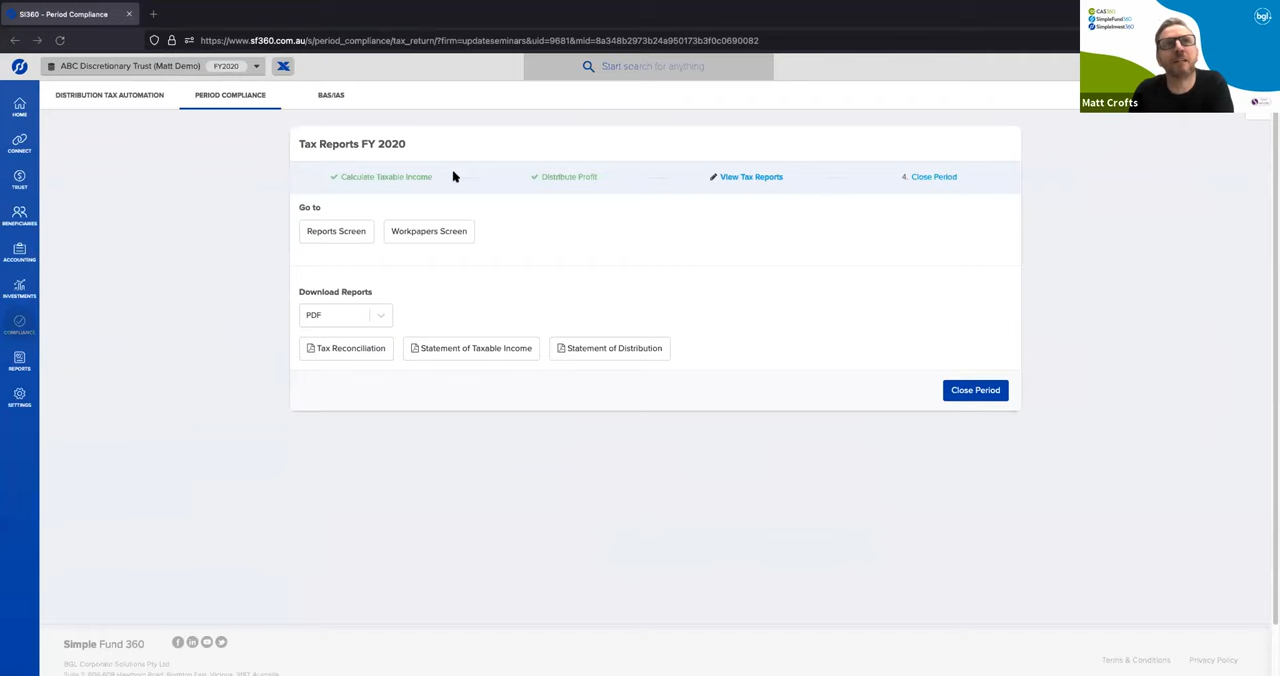 SI360 - Period Compliance
https://www.sf360.com.au/s/period_compliance/tax_return/?firm=updateseminars&uid=9681&mid=8a348b2973b24a950173b3f0c0690082
CAS360
SimpleFund360
SimpleInvest360
bgl
Matt Crofts
ABC Discretionary Trust (Matt Demo) FY2020
Start search for anything
DISTRIBUTION TAX AUTOMATION PERIOD COMPLIANCE BAS/IAS
HOME
CONNECT
TRUST
BENEFICIARIES
ACCOUNTING
INVESTMENTS
COMPLIANCE
REPORTS
SETTINGS
Tax Reports FY 2020
Calculate Taxable Income Distribute Profit View Tax Reports 4. Close Period
Go to
Reports Screen Workpapers Screen
Download Reports
PDF
Tax Reconciliation Statement of Taxable Income Statement of Distribution
Close Period
Simple Fund 360
BGL Corporate Solutions Pty Ltd
Terms & Conditions Privacy Policy